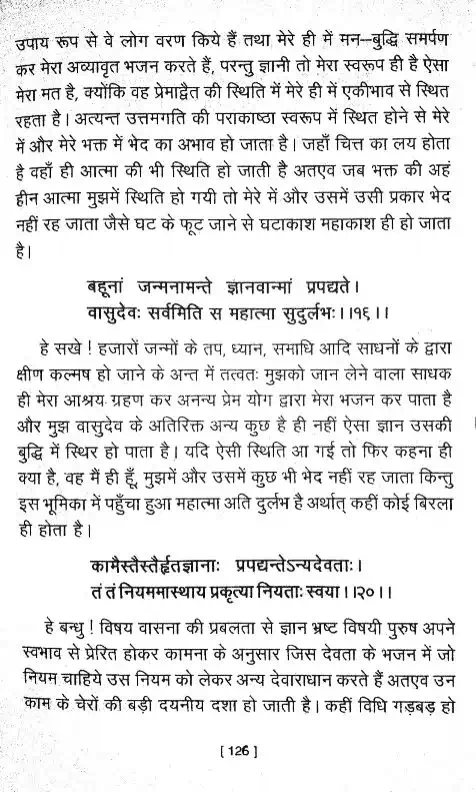 उपाय रूप से वे लोग वरण किये हैं तथा मेरे ही में मन–बुद्धि समर्पण
कर मेरा अव्यावृत भजन करते हैं, परन्तु ज्ञानी तो मेरा स्वरूप ही है ऐसा
मेरा मत है, क्योंकि वह प्रेमाद्वैत की स्थिति में मेरे ही में एकीभाव से स्थित
रहता है। अत्यन्त उत्तमगति की पराकाष्ठा स्वरूप में स्थित होने से मेरे
में और मेरे भक्त में भेद का अभाव हो जाता है। जहाँ चित्त का लय होता
है वहाँ ही आत्मा की भी स्थिति हो जाती है अतएव जब भक्त की अहं
हीन आत्मा मुझमें स्थिति हो गयी तो मेरे में और उसमें उसी प्रकार भेद
नहीं रह जाता जैसे घट के फूट जाने से घटाकाश महाकाश ही हो जाता
है।
बहूनां जन्मनामन्ते ज्ञानवान्मां प्रपद्यते।
वासुदेवः सर्वमिति स महात्मा सुदुर्लभः।।१६।।
हे सखे ! हजारों जन्मों के तप, ध्यान, समाधि आदि साधनों के द्वारा
क्षीण कल्मष हो जाने के अन्त में तत्वतः मुझको जान लेने वाला साधक
ही मेरा आश्रय ग्रहण कर अनन्य प्रेम योग द्वारा मेरा भजन कर पाता है
और मुझ वासुदेव के अतिरिक्त अन्य कुछ है ही नहीं ऐसा ज्ञान उसकी
बुद्धि में स्थिर हो पाता है। यदि ऐसी स्थिति आ गई तो फिर कहना ही
क्या है, वह मैं ही हूँ, मुझमें और उसमें कुछ भी भेद नहीं रह जाता किन्तु
इस भूमिका में पहुँचा हुआ महात्मा अति दुर्लभ है अर्थात् कहीं कोई बिरला
ही होता है।
कामैस्तैस्तैर्हृतज्ञानाः प्रपद्यन्तेऽन्यदेवताः।
तं तं नियममास्थाय प्रकृत्या नियताः स्वया।।२०।।
हे बन्धु ! विषय वासना की प्रबलता से ज्ञान भ्रष्ट विषयी पुरुष अपने
स्वभाव से प्रेरित होकर कामना के अनुसार जिस देवता के भजन में जो
नियम चाहिये उस नियम को लेकर अन्य देवाराधन करते हैं अतएव उन
काम के चेरों की बड़ी दयनीय दशा हो जाती है। कहीं विधि गड़बड़ हो
[ 126 ]